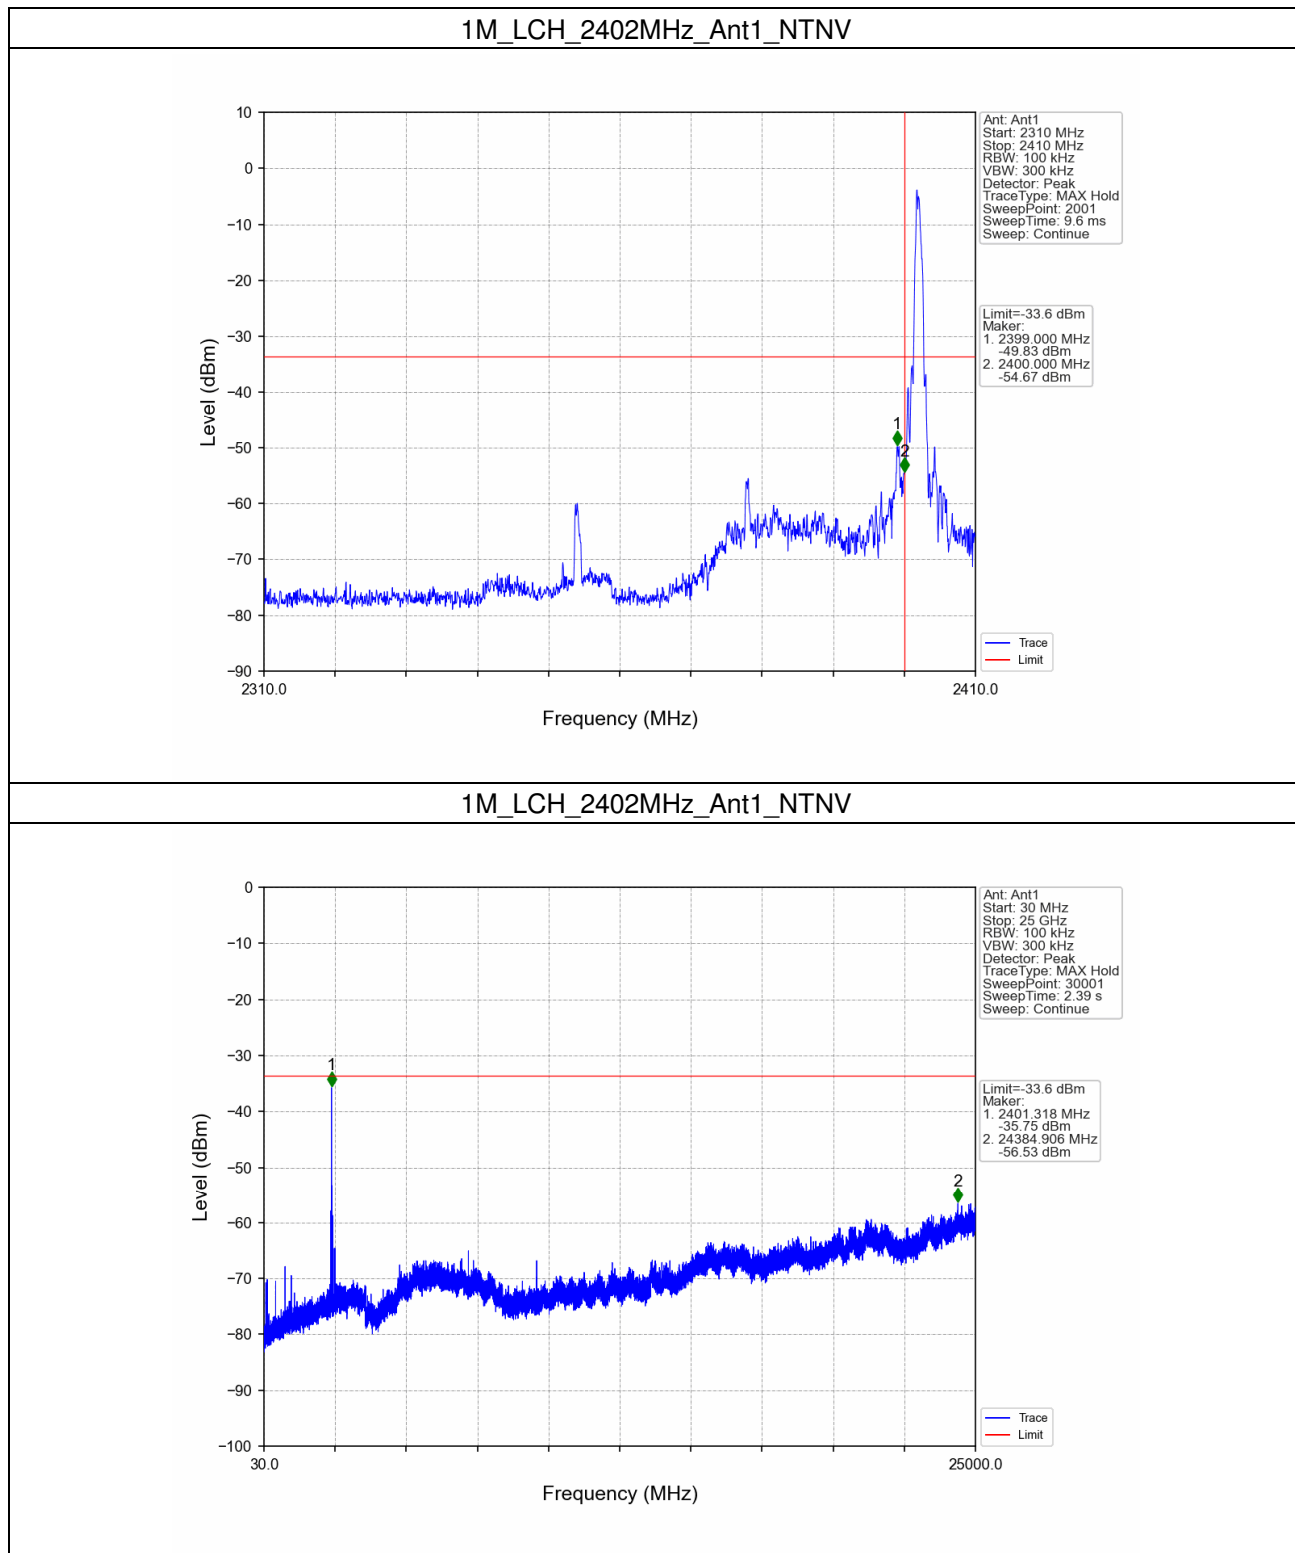 1M_LCH_2402MHz_Ant1_NTNV
10
0
−10
−20
−30
−40
−50
−60
−70
−80
−90
Level (dBm)
2310.0
2410.0
Frequency (MHz)
1
2
Ant: Ant1
Start: 2310 MHz
Stop: 2410 MHz
RBW: 100 kHz
VBW: 300 kHz
Detector: Peak
TraceType: MAX Hold
SweepPoint: 2001
SweepTime: 9.6 ms
Sweep: Continue
Limit=-33.6 dBm
Maker:
1. 2399.000 MHz
-49.83 dBm
2. 2400.000 MHz
-54.67 dBm
Trace
Limit
1M_LCH_2402MHz_Ant1_NTNV
0
−10
−20
−30
−40
−50
−60
−70
−80
−90
−100
Level (dBm)
30.0
25000.0
Frequency (MHz)
1
2
Ant: Ant1
Start: 30 MHz
Stop: 25 GHz
RBW: 100 kHz
VBW: 300 kHz
Detector: Peak
TraceType: MAX Hold
SweepPoint: 30001
SweepTime: 2.39 s
Sweep: Continue
Limit=-33.6 dBm
Maker:
1. 2401.318 MHz
-35.75 dBm
2. 24384.906 MHz
-56.53 dBm
Trace
Limit